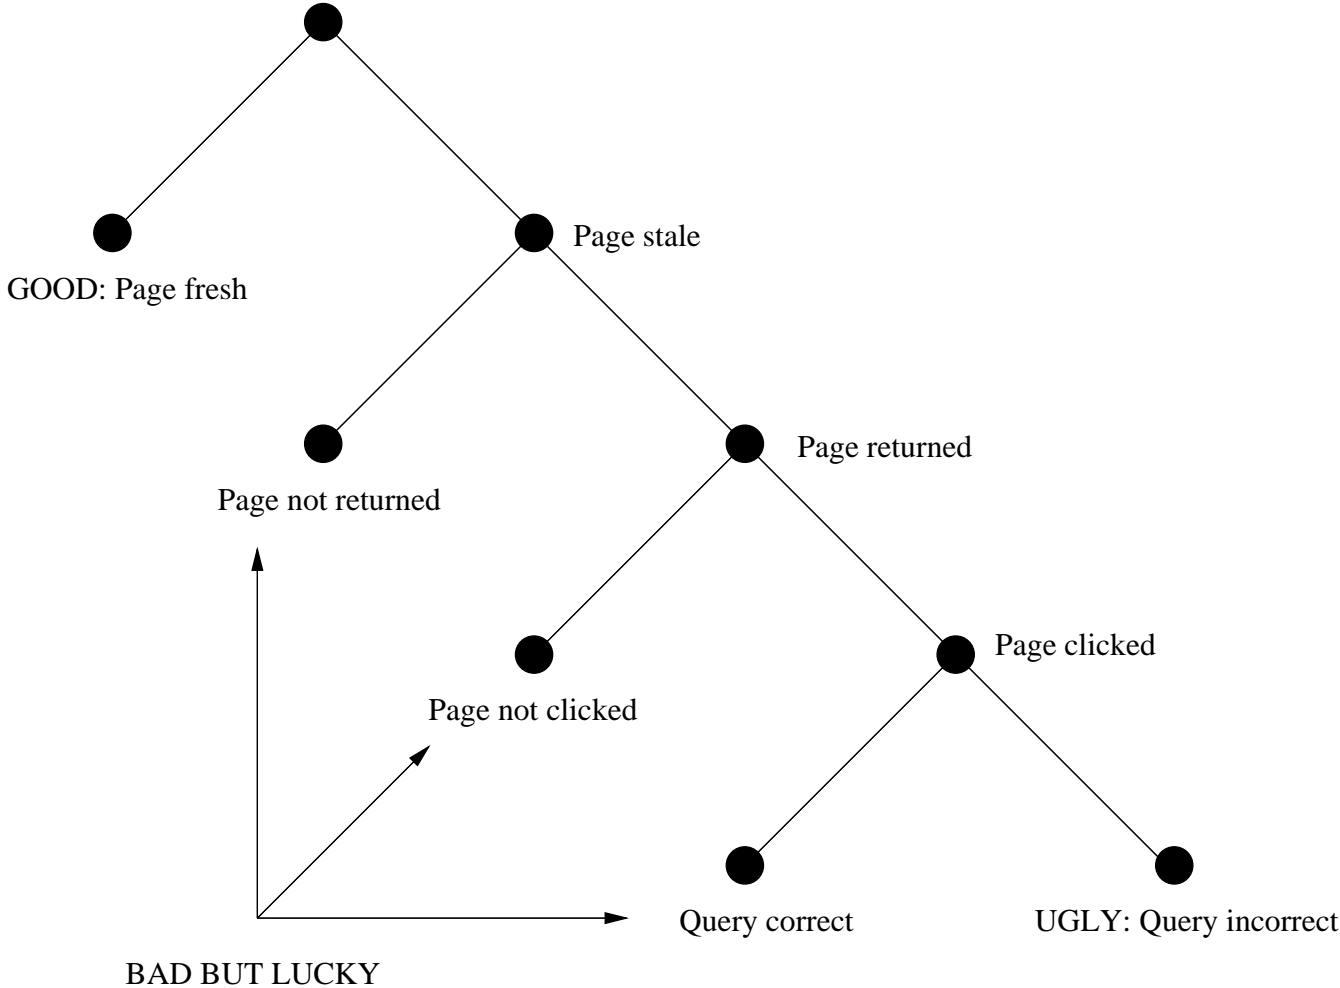 Page stale
GOOD: Page fresh
Page returned
Page not returned
Page clicked
Page not clicked
Query correct
UGLY: Query incorrect
BAD BUT LUCKY